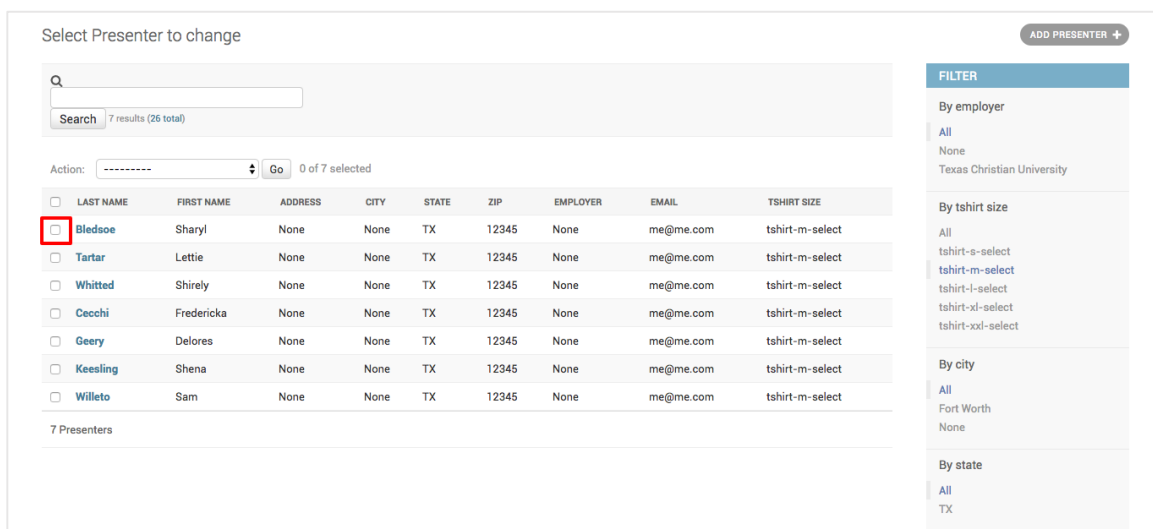 Select Presenter to change
ADD PRESENTER +
Search 7 results (26 total)
Action: --------- Go 0 of 7 selected
LAST NAME FIRST NAME ADDRESS CITY STATE ZIP EMPLOYER EMAIL TSHIRT SIZE
Bledsoe Sharyl None None TX 12345 None me@me.com tshirt-m-select
Tartar Lettie None None TX 12345 None me@me.com tshirt-m-select
Whitted Shirely None None TX 12345 None me@me.com tshirt-m-select
Cecchi Fredericka None None TX 12345 None me@me.com tshirt-m-select
Geery Delores None None TX 12345 None me@me.com tshirt-m-select
Keesling Shena None None TX 12345 None me@me.com tshirt-m-select
Willeto Sam None None TX 12345 None me@me.com tshirt-m-select
7 Presenters
FILTER
By employer
All
None
Texas Christian University
By tshirt size
All
tshirt-s-select
tshirt-m-select
tshirt-l-select
tshirt-xl-select
tshirt-xxl-select
By city
All
Fort Worth
None
By state
All
TX